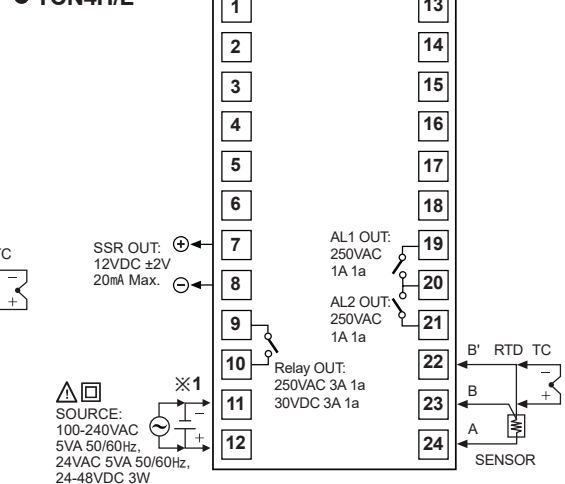 1
13
2
14
3
15
4
16
5
17
6
18
SSR OUT:
12VDC ±2V
20mA Max.
+
7
−
8
AL1 OUT:
250VAC
1A 1a
19
20
AL2 OUT:
250VAC
1A 1a
21
9
10
Relay OUT:
250VAC 3A 1a
30VDC 3A 1a
22
B' RTD TC
−
+
B
23
A
24
SENSOR
※1
11
−
+
12
SOURCE:
100-240VAC
5VA 50/60Hz,
24VAC 5VA 50/60Hz,
24-48VDC 3W
−
+